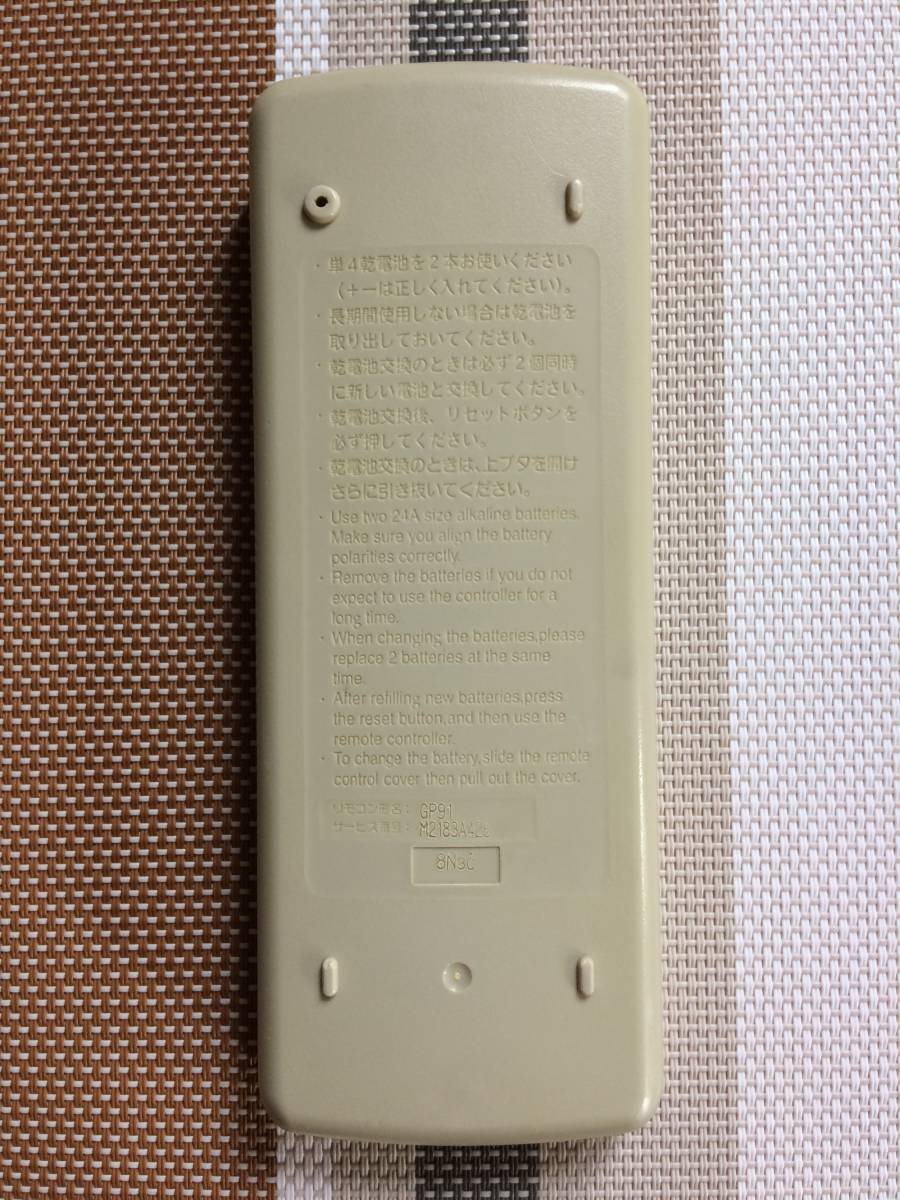 ・単4乾電池を2本お使いください
(＋－は正しく入れてください)。
・長期間使用しない場合は乾電池を
取り出しておいてください。
・乾電池交換のときは必ず2個同時
に新しい電池と交換してください。
・乾電池交換後、リセットボタンを
必ず押してください。
・乾電池交換のときは、上ブタを開け
さらに引き抜いてください。
・Use two 24A size alkaline batteries.
Make sure you align the battery
polarities correctly.
・Remove the batteries if you do not
expect to use the controller for a
long time.
・When changing the batteries,please
replace 2 batteries at the same
time.
・After refilling new batteries,press
the reset button,and then use the
remote controller.
・To change the battery,slide the remote
control cover then pull out the cover.
リモコン形名: GP91
サービス番号: